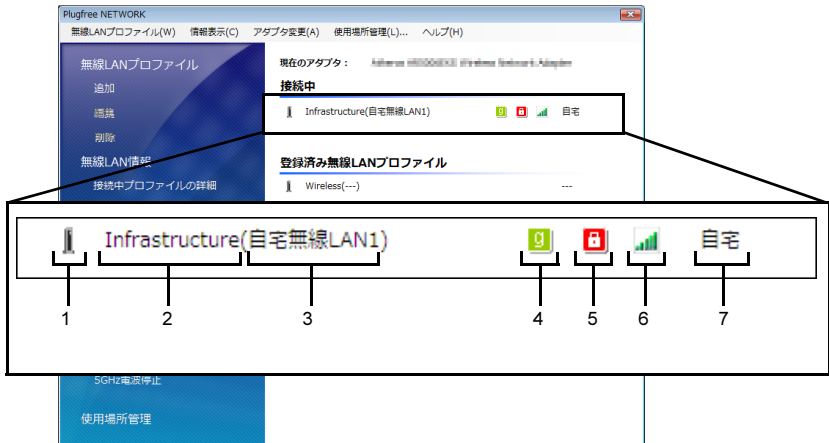 Plugfree NETWORK
無線LANプロファイル(W) 情報表示(C) アダプタ変更(A) 使用場所管理(L)... ヘルプ(H)
無線LANプロファイル
追加
編集
削除
無線LAN情報
接続中プロファイルの詳細
現在のアダプタ：
接続中
Infrastructure(自宅無線LAN1) g 自宅
登録済み無線LANプロファイル
Wireless(---) ---
Infrastructure(自宅無線LAN1) g 自宅
1 2 3 4 5 6 7
5GHz電波停止
使用場所管理